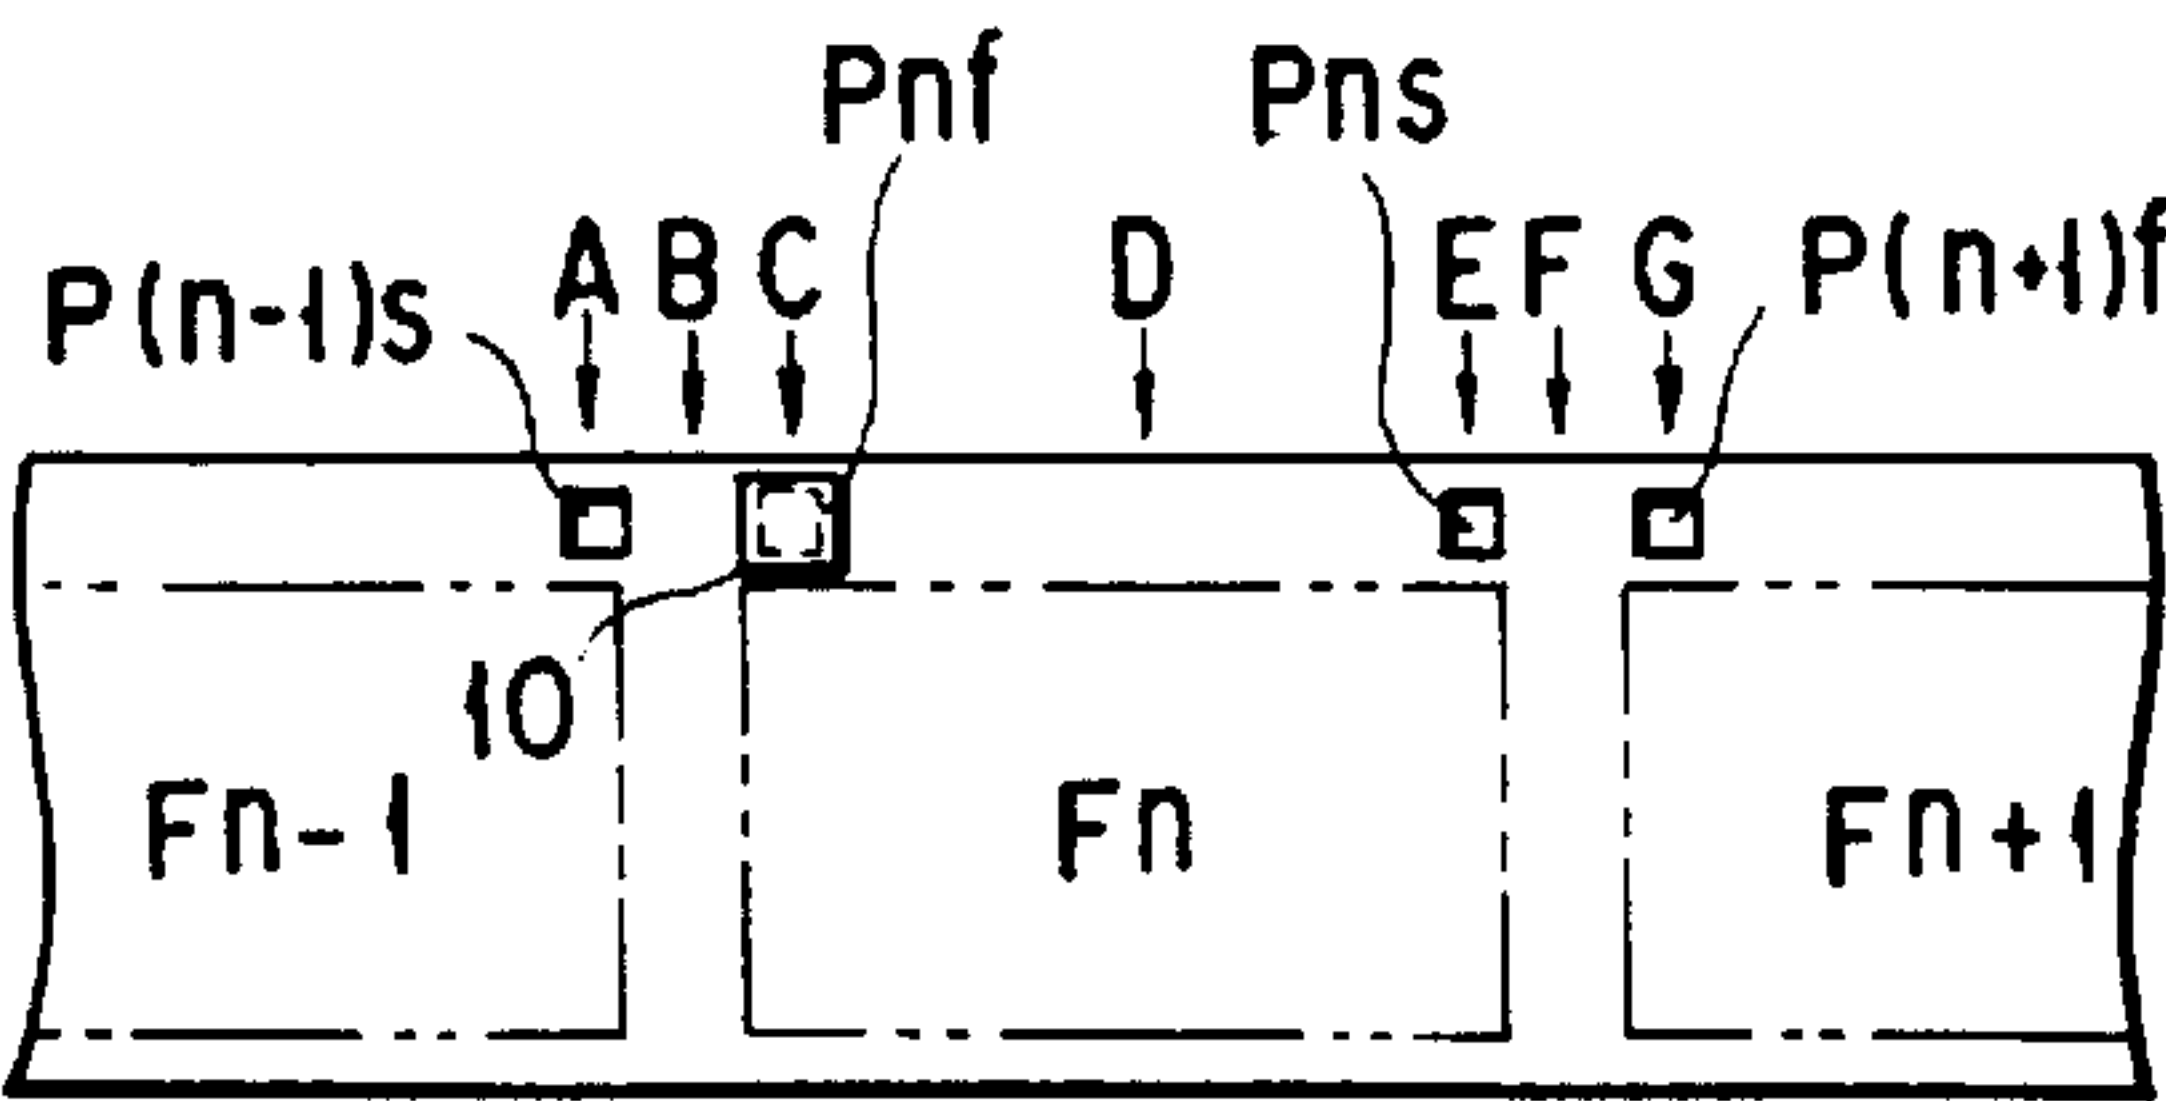 Pnf Pns
P(n-1)s A B C D E F G P(n+1)f
10
Fn-1 Fn Fn+1